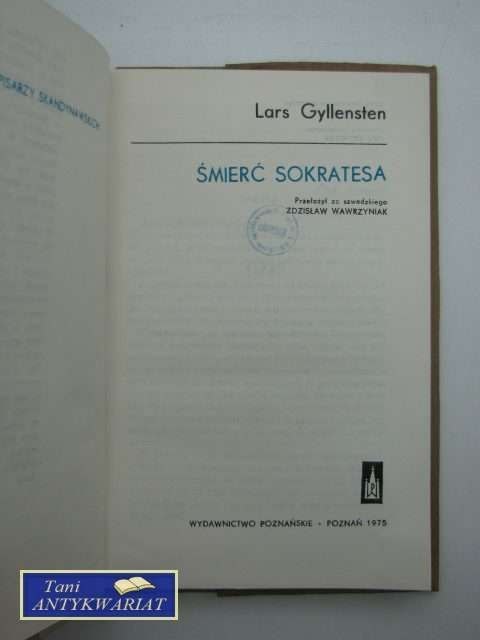 PISARZY SKANDYNAWSKICH
Lars Gyllensten
ŚMIERĆ SOKRATESA
Przełożył ze szwedzkiego
ZDZISŁAW WAWRZYNIAK
WYDAWNICTWO POZNAŃSKIE • POZNAŃ 1975
Tani
ANTYKWARIAT